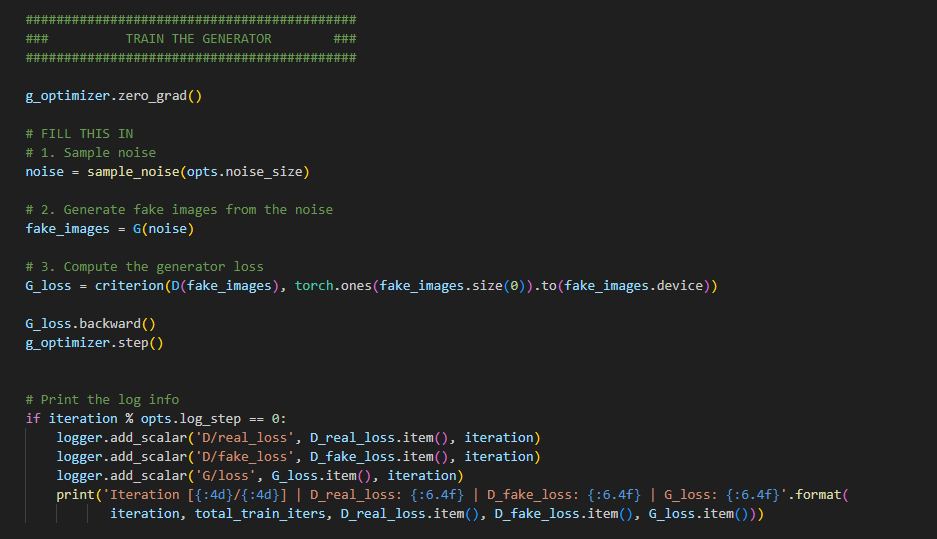 ###########################################
###          TRAIN THE GENERATOR        ###
###########################################
g_optimizer.zero_grad()
# FILL THIS IN
# 1. Sample noise
noise = sample_noise(opts.noise_size)
# 2. Generate fake images from the noise
fake_images = G(noise)
# 3. Compute the generator loss
G_loss = criterion(D(fake_images), torch.ones(fake_images.size(0)).to(fake_images.device))
G_loss.backward()
g_optimizer.step()
# Print the log info
if iteration % opts.log_step == 0:
    logger.add_scalar('D/real_loss', D_real_loss.item(), iteration)
    logger.add_scalar('D/fake_loss', D_fake_loss.item(), iteration)
    logger.add_scalar('G/loss', G_loss.item(), iteration)
    print('Iteration [{:4d}/{:4d}] | D_real_loss: {:6.4f} | D_fake_loss: {:6.4f} | G_loss: {:6.4f}'.format(
           iteration, total_train_iters, D_real_loss.item(), D_fake_loss.item(), G_loss.item()))